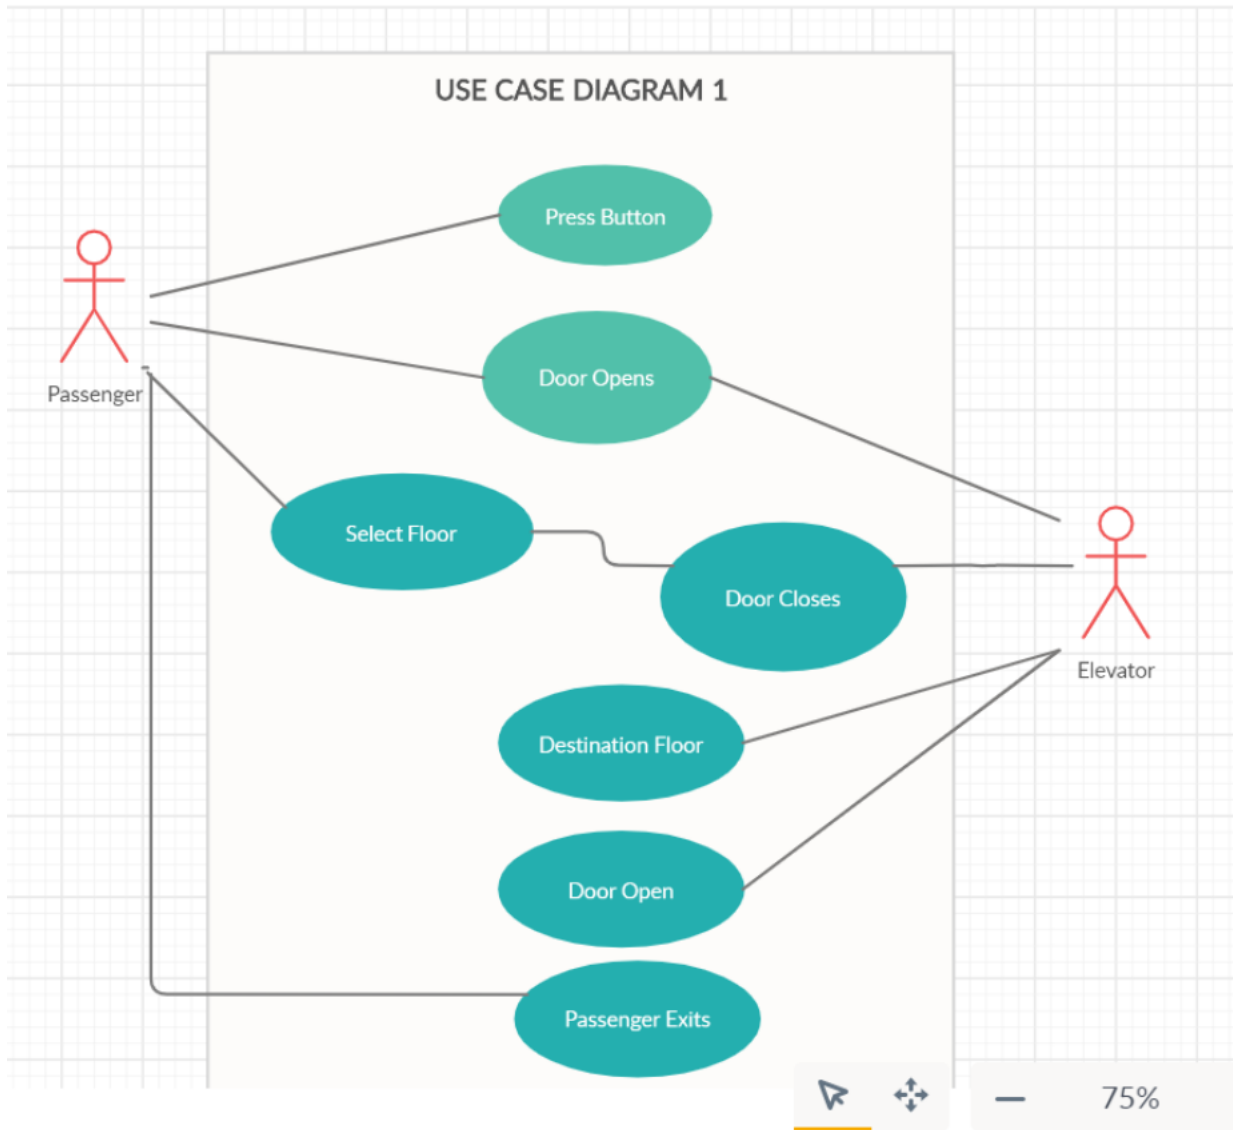 USE CASE DIAGRAM 1
Press Button
Door Opens
Passenger
Select Floor
Door Closes
Elevator
Destination Floor
Door Open
Passenger Exits
75%